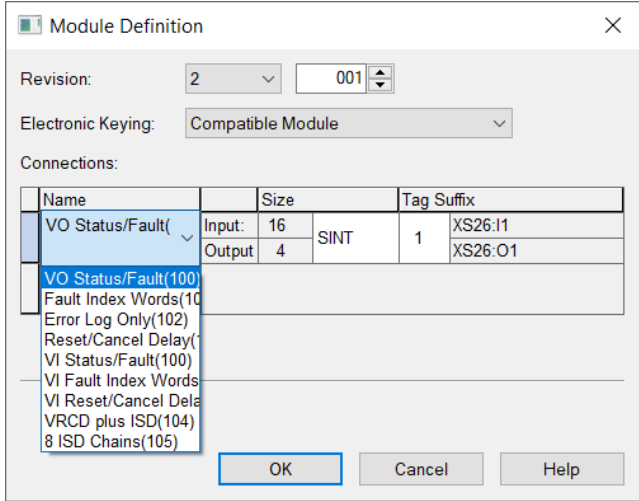 Module Definition
Revision: 2 001
Electronic Keying: Compatible Module
Connections:
Name Size Tag Suffix
VO Status/Fault( Input: 16 SINT 1 XS26:I1
Output 4 XS26:O1
VO Status/Fault(100)
Fault Index Words(10
Error Log Only(102)
Reset/Cancel Delay(
VI Status/Fault(100)
VI Fault Index Words
VI Reset/Cancel Dela
VRCD plus ISD(104)
8 ISD Chains(105)
OK Cancel Help